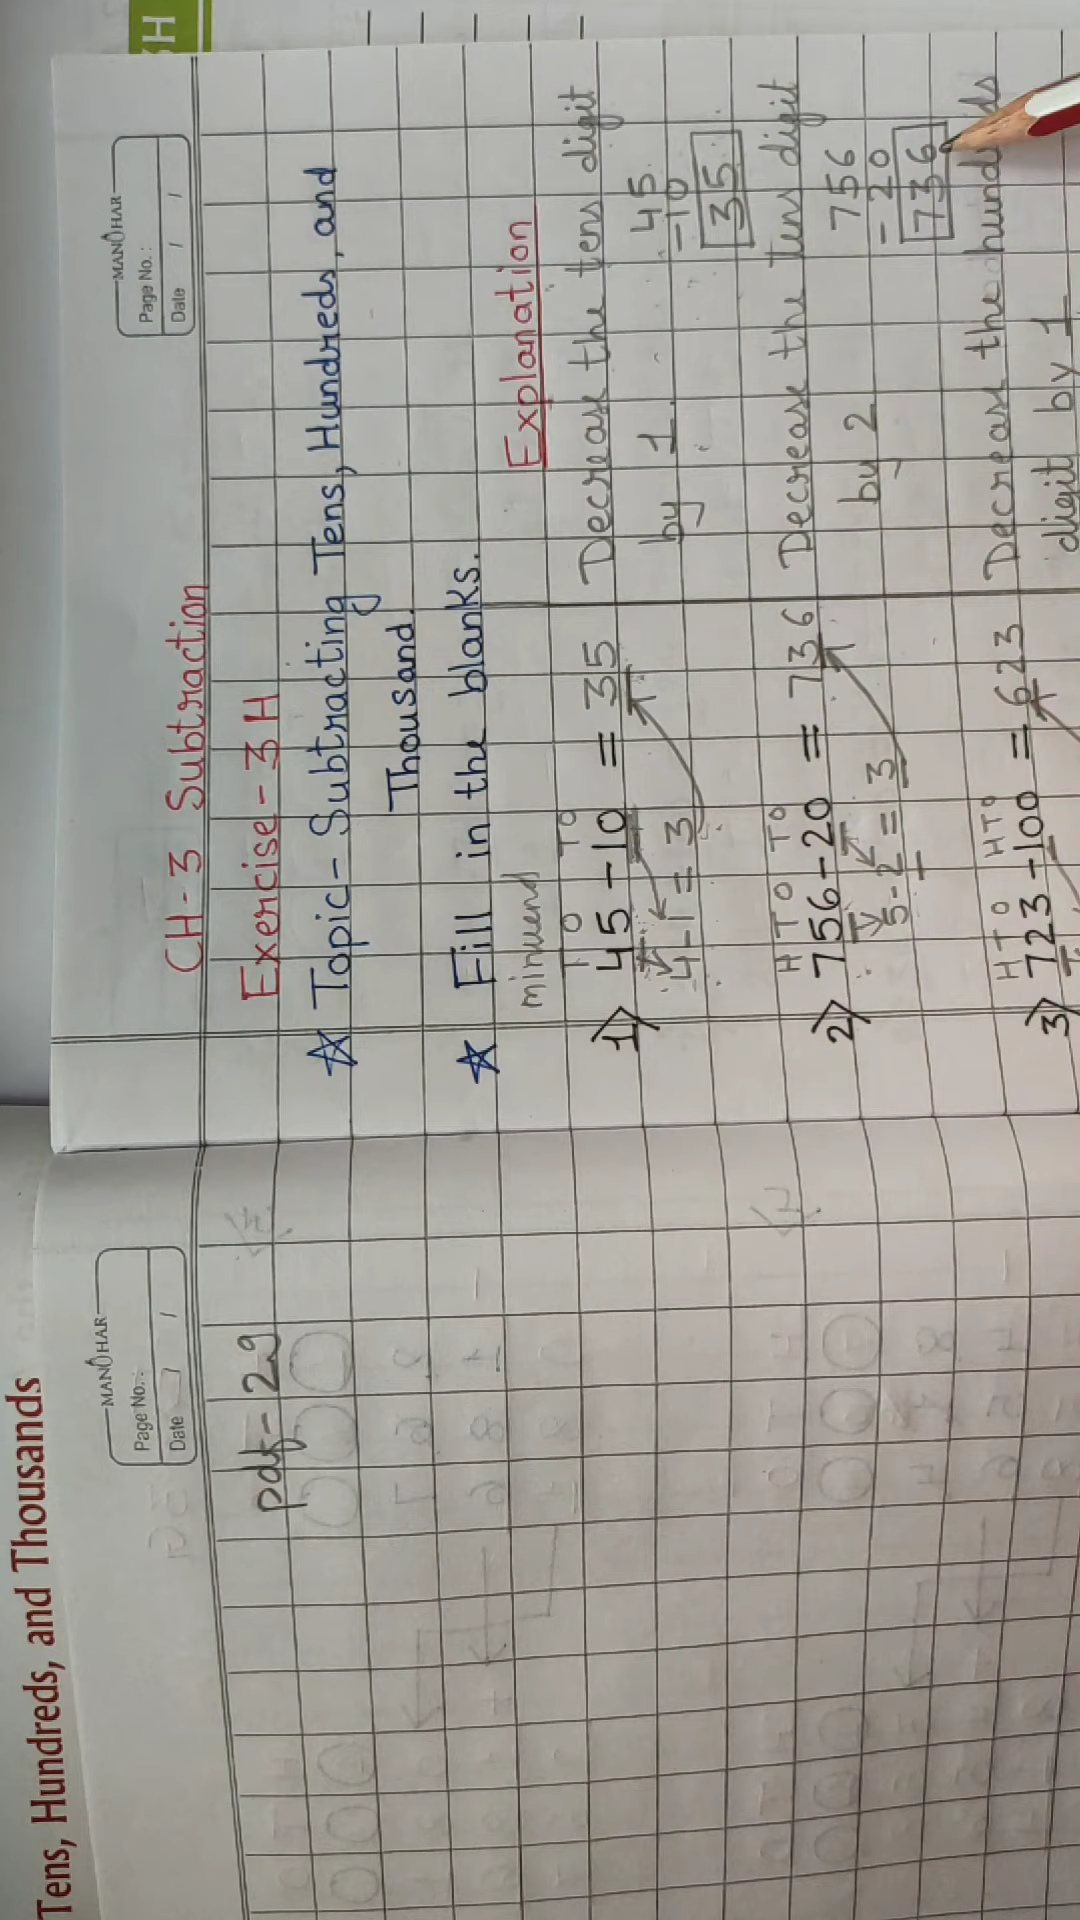 3H
Tens, Hundreds, and Thousands
MANOHAR
Page No.:
Date
pdf-29
MANOHAR
Page No.:
Date
CH-3 Subtraction
Exercise-3H
☆ Topic- Subtracting Tens, Hundreds, and
Thousand.
☆ Fill in the blanks.
minuend
Explanation
T O T O
1) 45-10 = 35 Decrease the tens digit
T T T
4-1 = 3 by 1. 45
-10
35
H T O T O
2) 756-20 = 736 Decrease the tens digit
T T T
5-2 = 3 by 2 756
-20
736
H T O H T O
3) 723-100 = 623 Decrease the hundreds
digit by 1